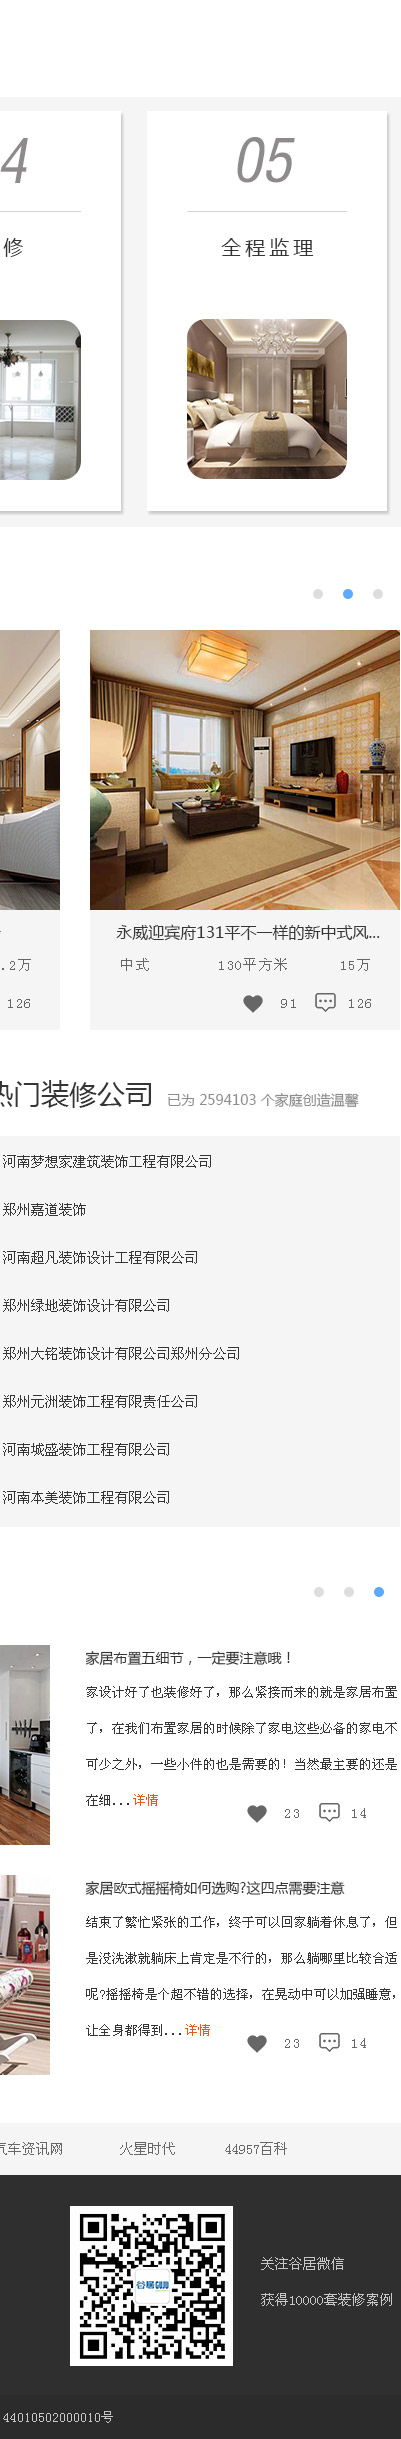 4
05
修
全程监理
永威迎宾府131平不一样的新中式风...
.2万
中式 130平方米 15万
126
91 126
热门装修公司 已为 2594103 个家庭创造温馨
河南梦想家建筑装饰工程有限公司
郑州嘉道装饰
河南超凡装饰设计工程有限公司
郑州绿地装饰设计有限公司
郑州大铭装饰设计有限公司郑州分公司
郑州元洲装饰工程有限责任公司
河南城盛装饰工程有限公司
河南本美装饰工程有限公司
家居布置五细节，一定要注意哦！
家设计好了也装修好了，那么紧接而来的就是家居布置
了，在我们布置家居的时候除了家电这些必备的家电不
可少之外，一些小件的也是需要的！当然最主要的还是
在细...详情
23 14
家居欧式摇摇椅如何选购?这四点需要注意
结束了繁忙紧张的工作，终于可以回家躺着休息了，但
是没洗漱就躺床上肯定是不行的，那么躺哪里比较合适
呢?摇摇椅是个超不错的选择，在晃动中可以加强睡意，
让全身都得到...详情
23 14
汽车资讯网 火星时代 44957百科
关注谷居微信
获得10000套装修案例
44010502000010号